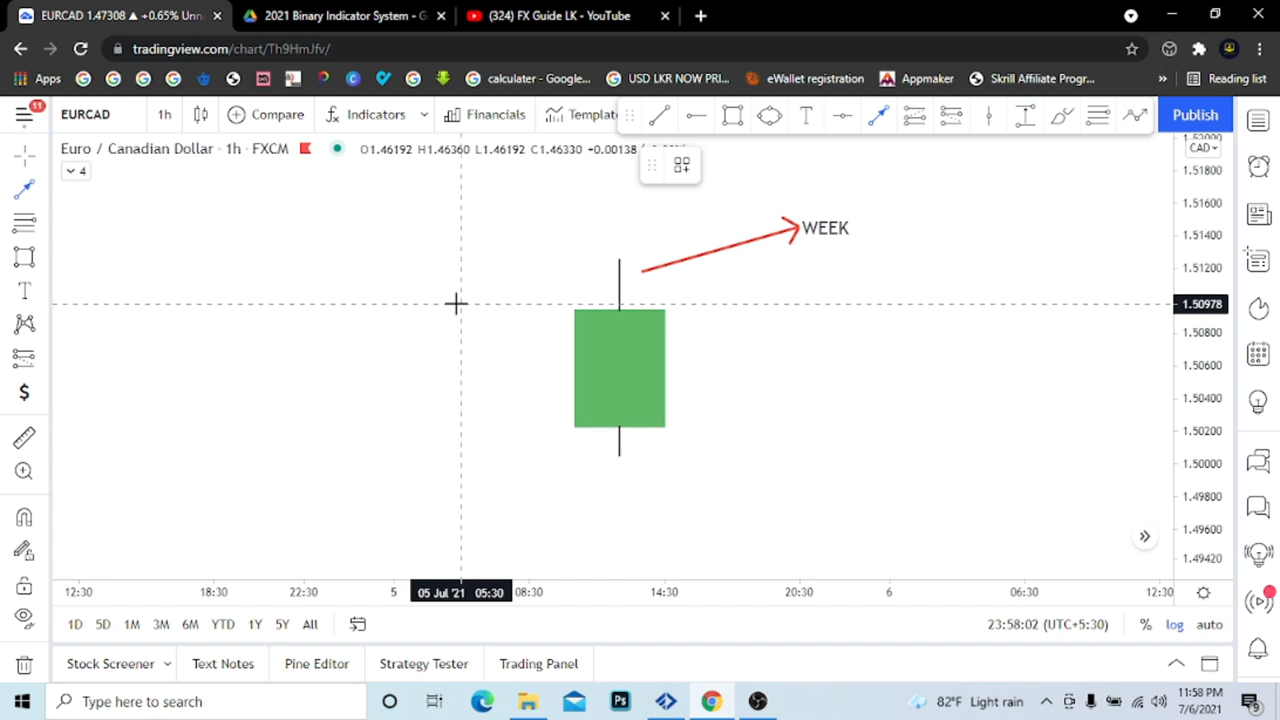 EURCAD 1.47308 ▲ +0.65% Unna
2021 Binary Indicator System - G
(324) FX Guide LK - YouTube
tradingview.com/chart/Th9HmJfv/
Apps
calculater - Google...
USD LKR NOW PRI...
eWallet registration
Appmaker
Skrill Affiliate Progr...
»
Reading list
11
EURCAD
1h
Compare
Indicators
Financials
Templat
Publish
Euro / Canadian Dollar · 1h · FXCM
O1.46192 H1.46360 L1.46192 C1.46330 +0.00138
CAD
4
1.51800
1.51600
WEEK
1.51400
1.51200
1.50978
1.50800
1.50600
1.50400
1.50200
1.50000
1.49800
1.49600
1.49420
12:30 18:30 22:30 5 05 Jul '21 05:30 08:30 14:30 20:30 6 06:30 12:30
1D 5D 1M 3M 6M YTD 1Y 5Y All
23:58:02 (UTC+5:30) % log auto
Stock Screener Text Notes Pine Editor Strategy Tester Trading Panel
Type here to search
Ps
82°F Light rain
11:58 PM
7/6/2021
9